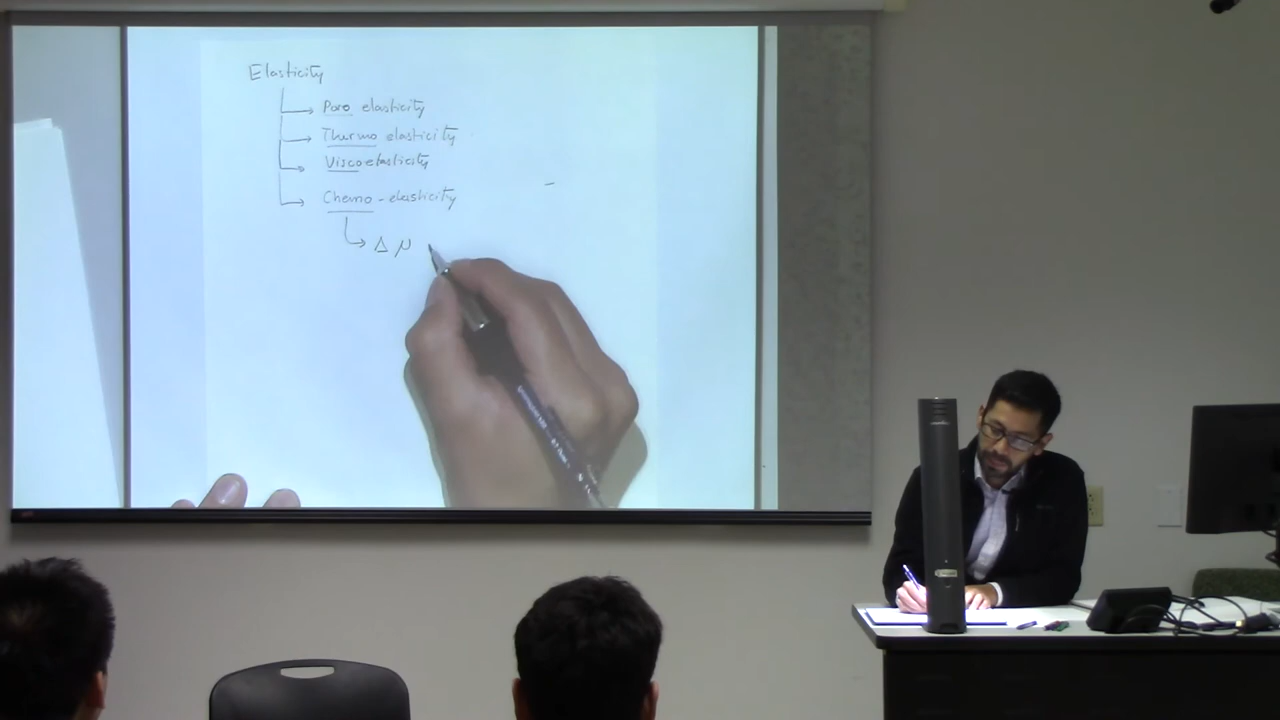 Elasticity
Poro elasticity
Thermo elasticity
Viscoelasticity
Chemo-elasticity
Δ μ